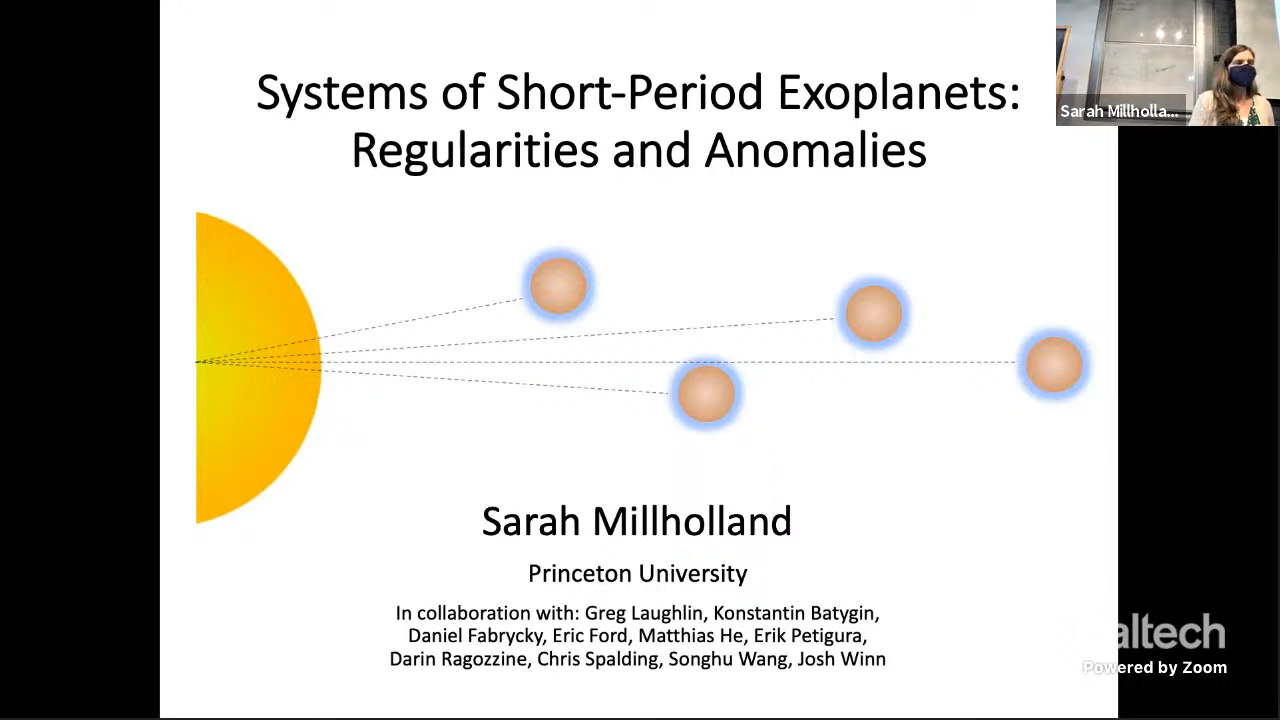 Systems of Short-Period Exoplanets:
Regularities and Anomalies
Sarah Millholla...
Sarah Millholland
Princeton University
In collaboration with: Greg Laughlin, Konstantin Batygin,
Daniel Fabrycky, Eric Ford, Matthias He, Erik Petigura,
Darin Ragozzine, Chris Spalding, Songhu Wang, Josh Winn
altech
Powered by Zoom